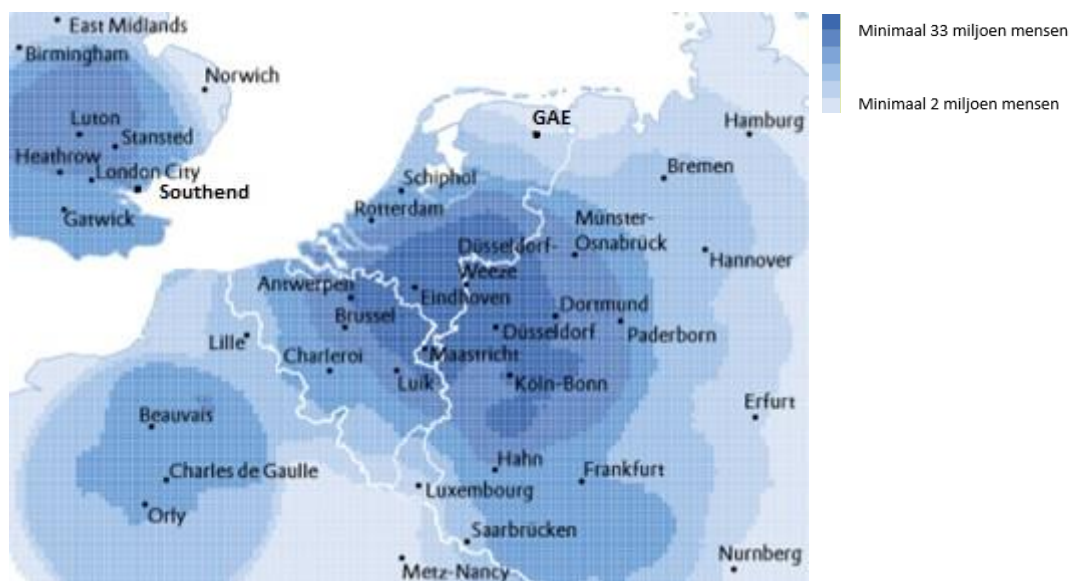 East Midlands
Minimaal 33 miljoen mensen
Birmingham
Norwich
Minimaal 2 miljoen mensen
Luton
GAE
Hamburg
Stansted
Heathrow
London City
Bremen
Schiphol
Southend
Rotterdam
Gatwick
Münster-
Osnabrück
Düsseldorf-
Weeze
Hannover
Antwerpen
Eindhoven
Dortmund
Brussel
Düsseldorf
Paderborn
Lille
Charleroi
Maastricht
Luik
Köln-Bonn
Erfurt
Beauvais
Hahn
Frankfurt
Charles de Gaulle
Luxembourg
Orly
Saarbrücken
Nurnberg
Metz-Nancy